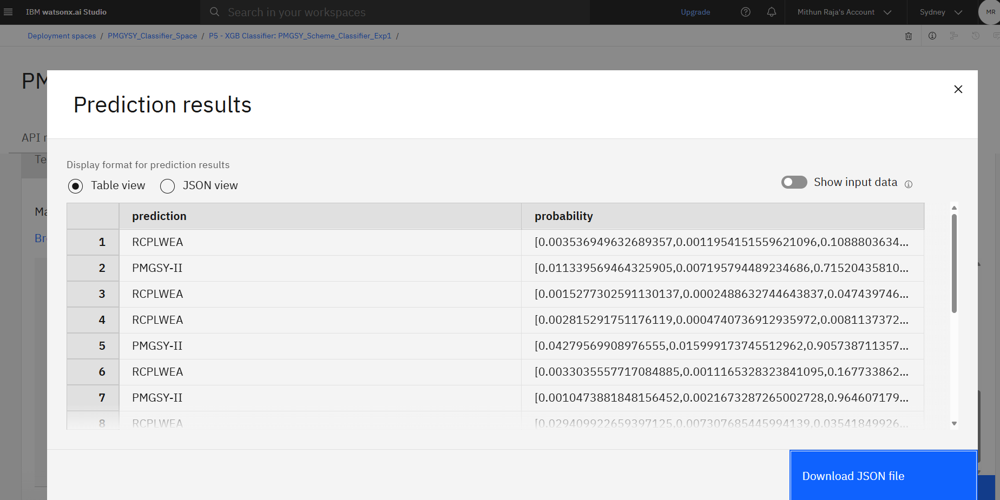 IBM watsonx.ai Studio
Search in your workspaces
Upgrade
Mithun Raja's Account
Sydney
MR
Deployment spaces / PMGYSY_Classifier_Space / P5 - XGB Classifier: PMGSY_Scheme_Classifier_Exp1 /
PM
Prediction results
API r
Te
Display format for prediction results
Table view
JSON view
Show input data
Ma
Br
prediction probability
1 RCPLWEA [0.003536949632689357,0.0011954151559621096,0.1088803634...
2 PMGSY-II [0.011339569464325905,0.007195794489234686,0.71520435810...
3 RCPLWEA [0.0015277302591130137,0.0002488632744643837,0.047439746...
4 RCPLWEA [0.002815291751176119,0.0004740736912935972,0.0081137372...
5 PMGSY-II [0.04279569908976555,0.015999173745512962,0.905738711357...
6 RCPLWEA [0.0033035557717084885,0.0011165328323841095,0.167733862...
7 PMGSY-II [0.0010473881848156452,0.0021673287265002728,0.964607179...
8 RCPLWEA [0.029409922659397125,0.007307685445994139,0.03541849926...
Download JSON file